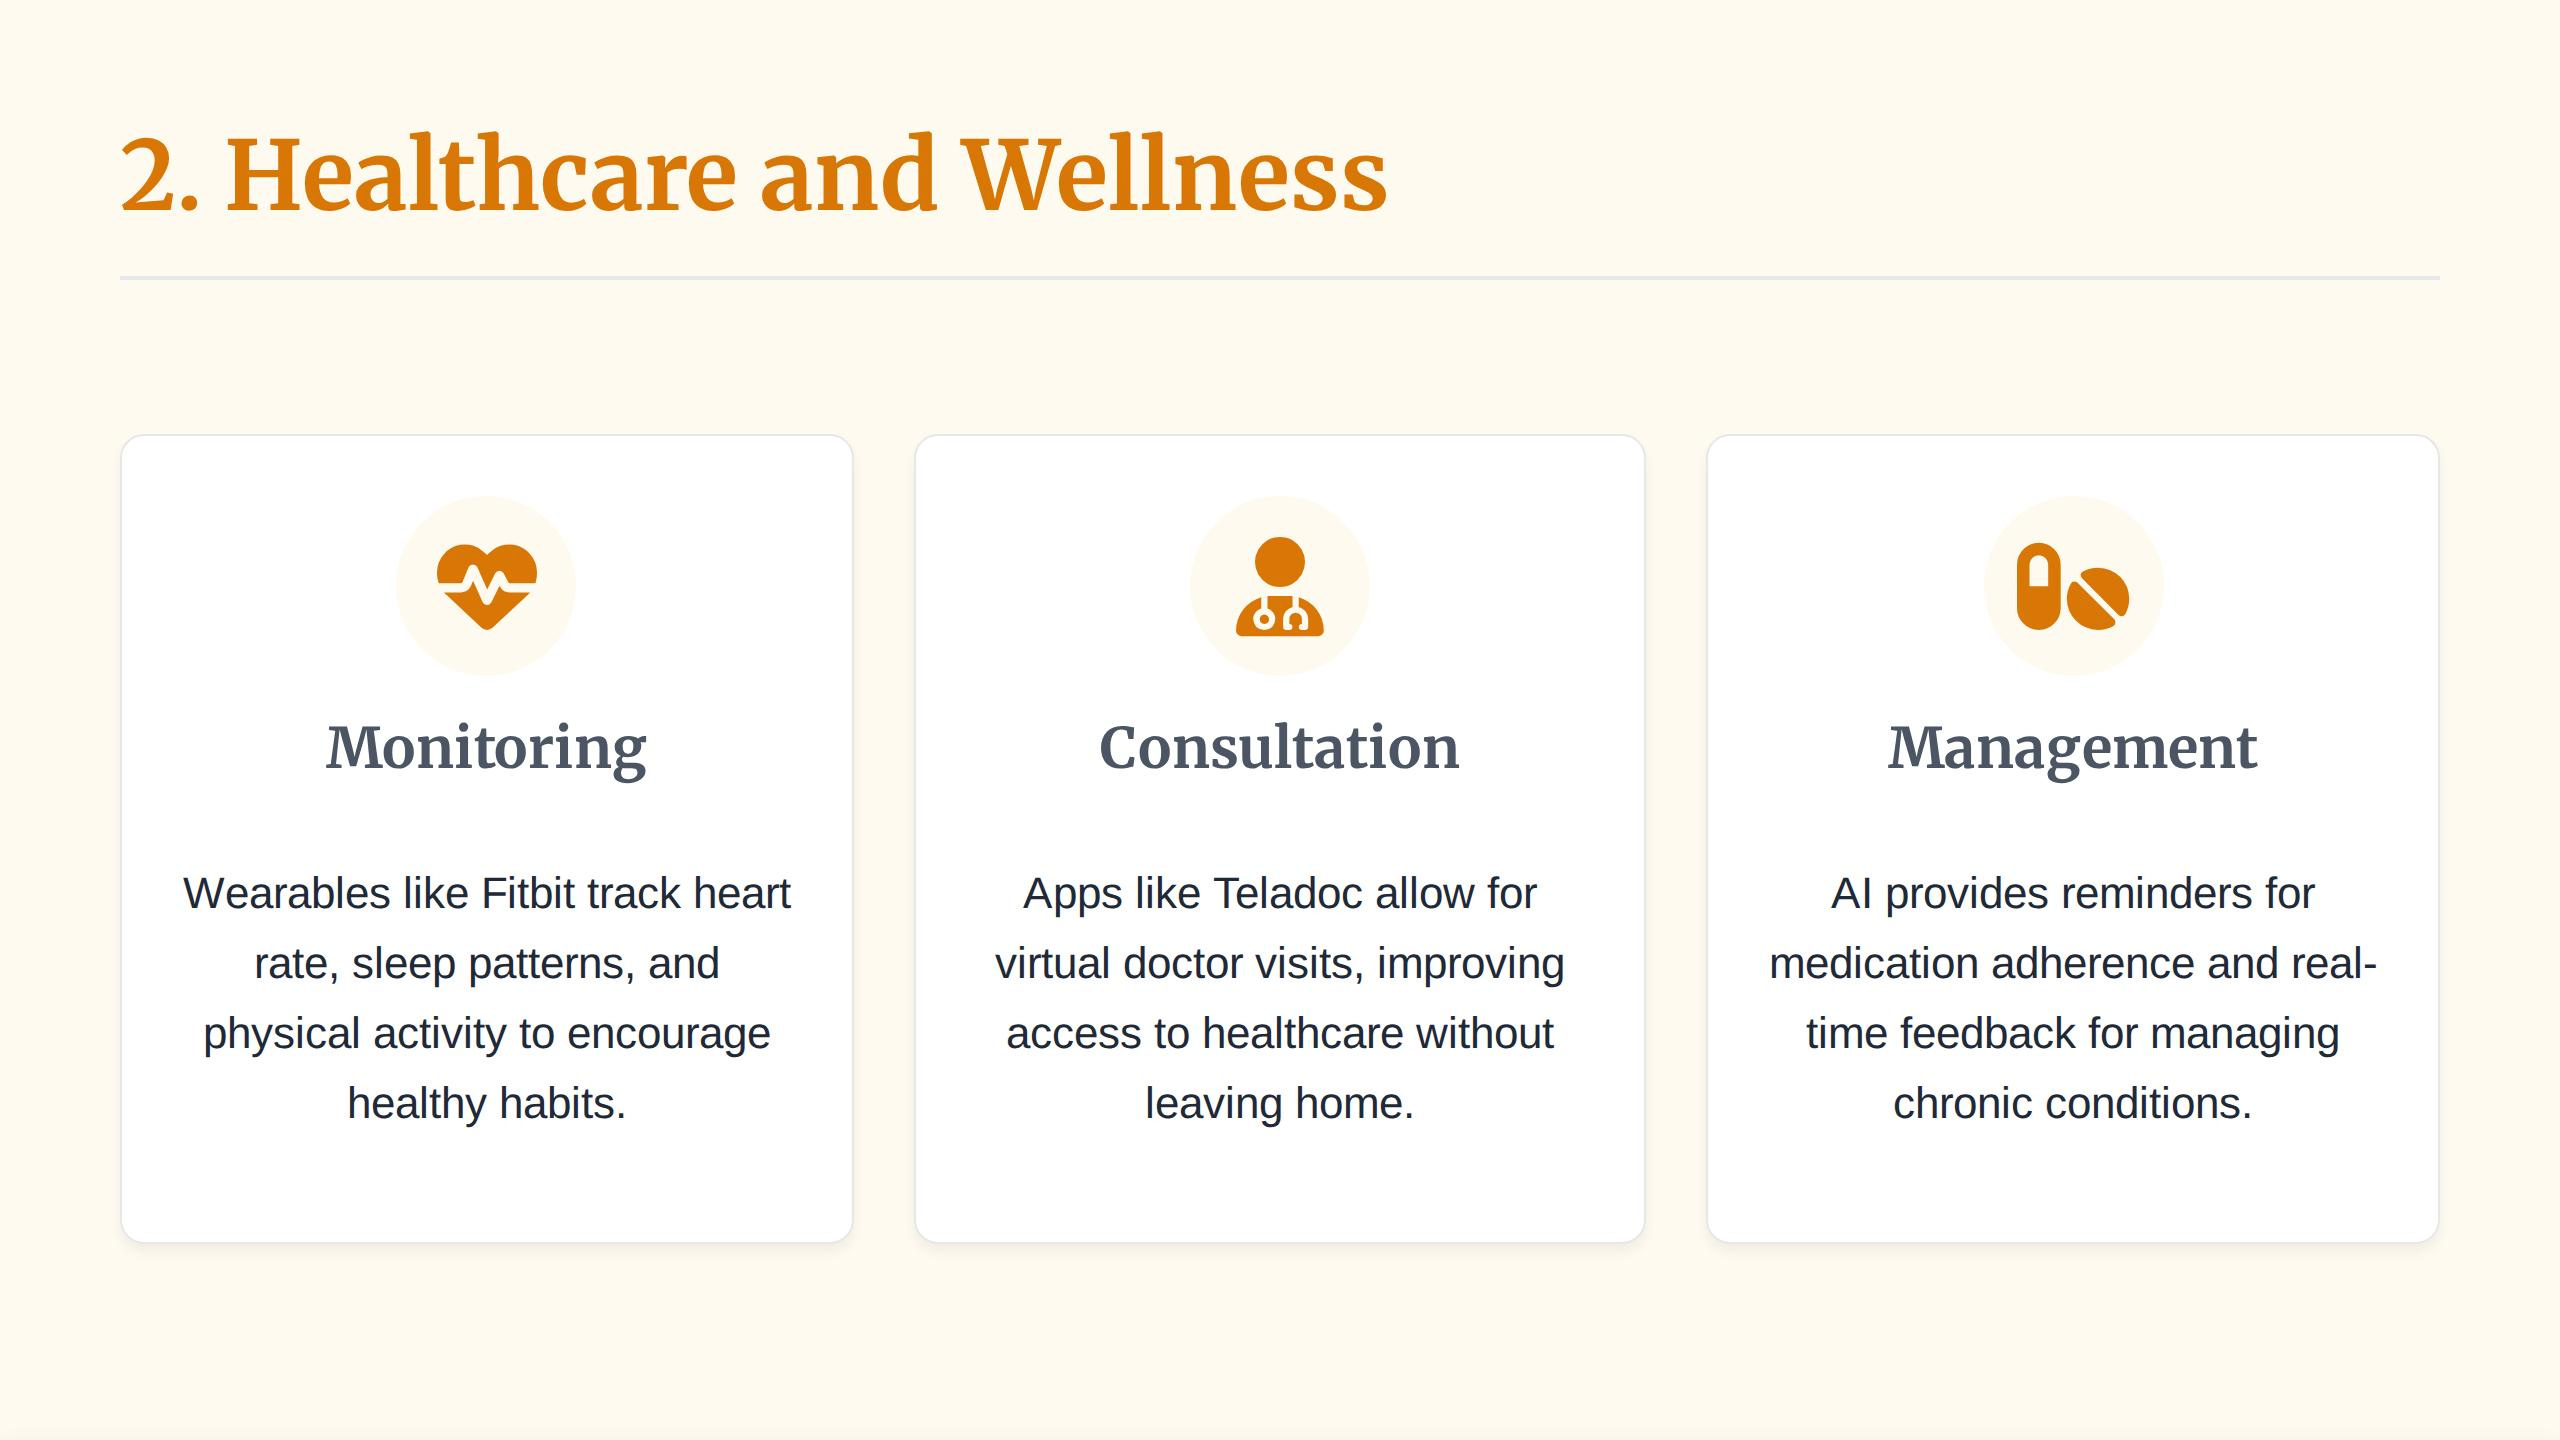 2. Healthcare and Wellness
Monitoring
Wearables like Fitbit track heart
rate, sleep patterns, and
physical activity to encourage
healthy habits.
Consultation
Apps like Teladoc allow for
virtual doctor visits, improving
access to healthcare without
leaving home.
Management
AI provides reminders for
medication adherence and real-
time feedback for managing
chronic conditions.